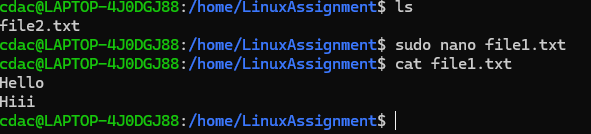 cdac@LAPTOP-4J0DGJ88:/home/LinuxAssignment$ ls
file2.txt
cdac@LAPTOP-4J0DGJ88:/home/LinuxAssignment$ sudo nano file1.txt
cdac@LAPTOP-4J0DGJ88:/home/LinuxAssignment$ cat file1.txt
Hello
Hiii
cdac@LAPTOP-4J0DGJ88:/home/LinuxAssignment$